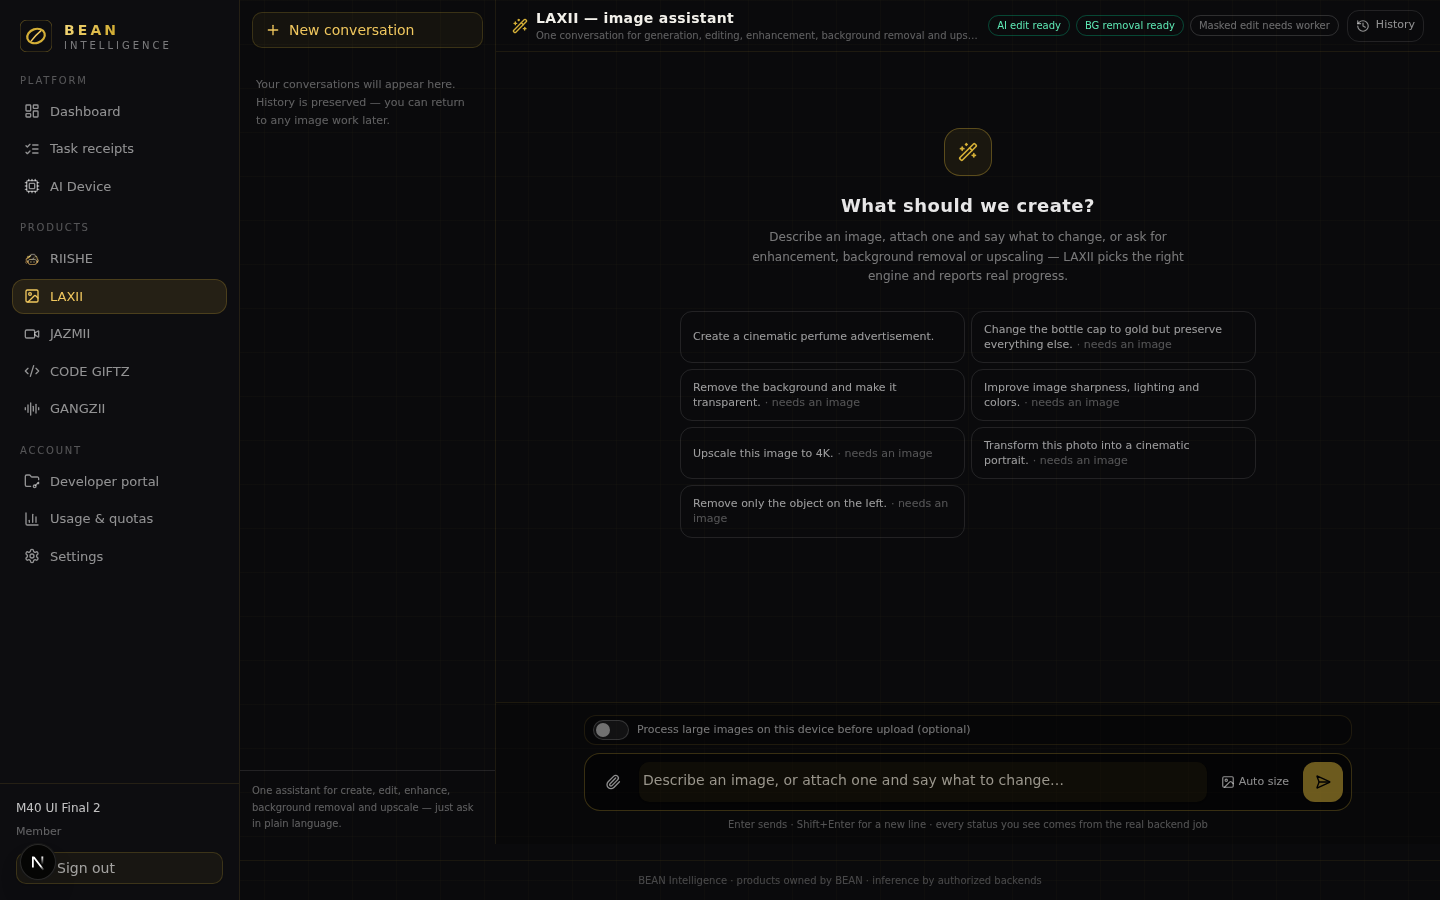 BEAN
INTELLIGENCE
PLATFORM
Dashboard
Task receipts
AI Device
PRODUCTS
RIISHE
LAXII
JAZMII
CODE GIFTZ
GANGZII
ACCOUNT
Developer portal
Usage & quotas
Settings
M40 UI Final 2
Member
N
Sign out
New conversation
Your conversations will appear here.
History is preserved — you can return
to any image work later.
One assistant for create, edit, enhance,
background removal and upscale — just ask
in plain language.
LAXII — image assistant
One conversation for generation, editing, enhancement, background removal and ups...
AI edit ready
BG removal ready
Masked edit needs worker
History
What should we create?
Describe an image, attach one and say what to change, or ask for
enhancement, background removal or upscaling — LAXII picks the right
engine and reports real progress.
Create a cinematic perfume advertisement.
Change the bottle cap to gold but preserve
everything else. · needs an image
Remove the background and make it
transparent. · needs an image
Improve image sharpness, lighting and
colors. · needs an image
Upscale this image to 4K. · needs an image
Transform this photo into a cinematic
portrait. · needs an image
Remove only the object on the left. · needs an
image
Process large images on this device before upload (optional)
Describe an image, or attach one and say what to change...
Auto size
Enter sends · Shift+Enter for a new line · every status you see comes from the real backend job
BEAN Intelligence · products owned by BEAN · inference by authorized backends